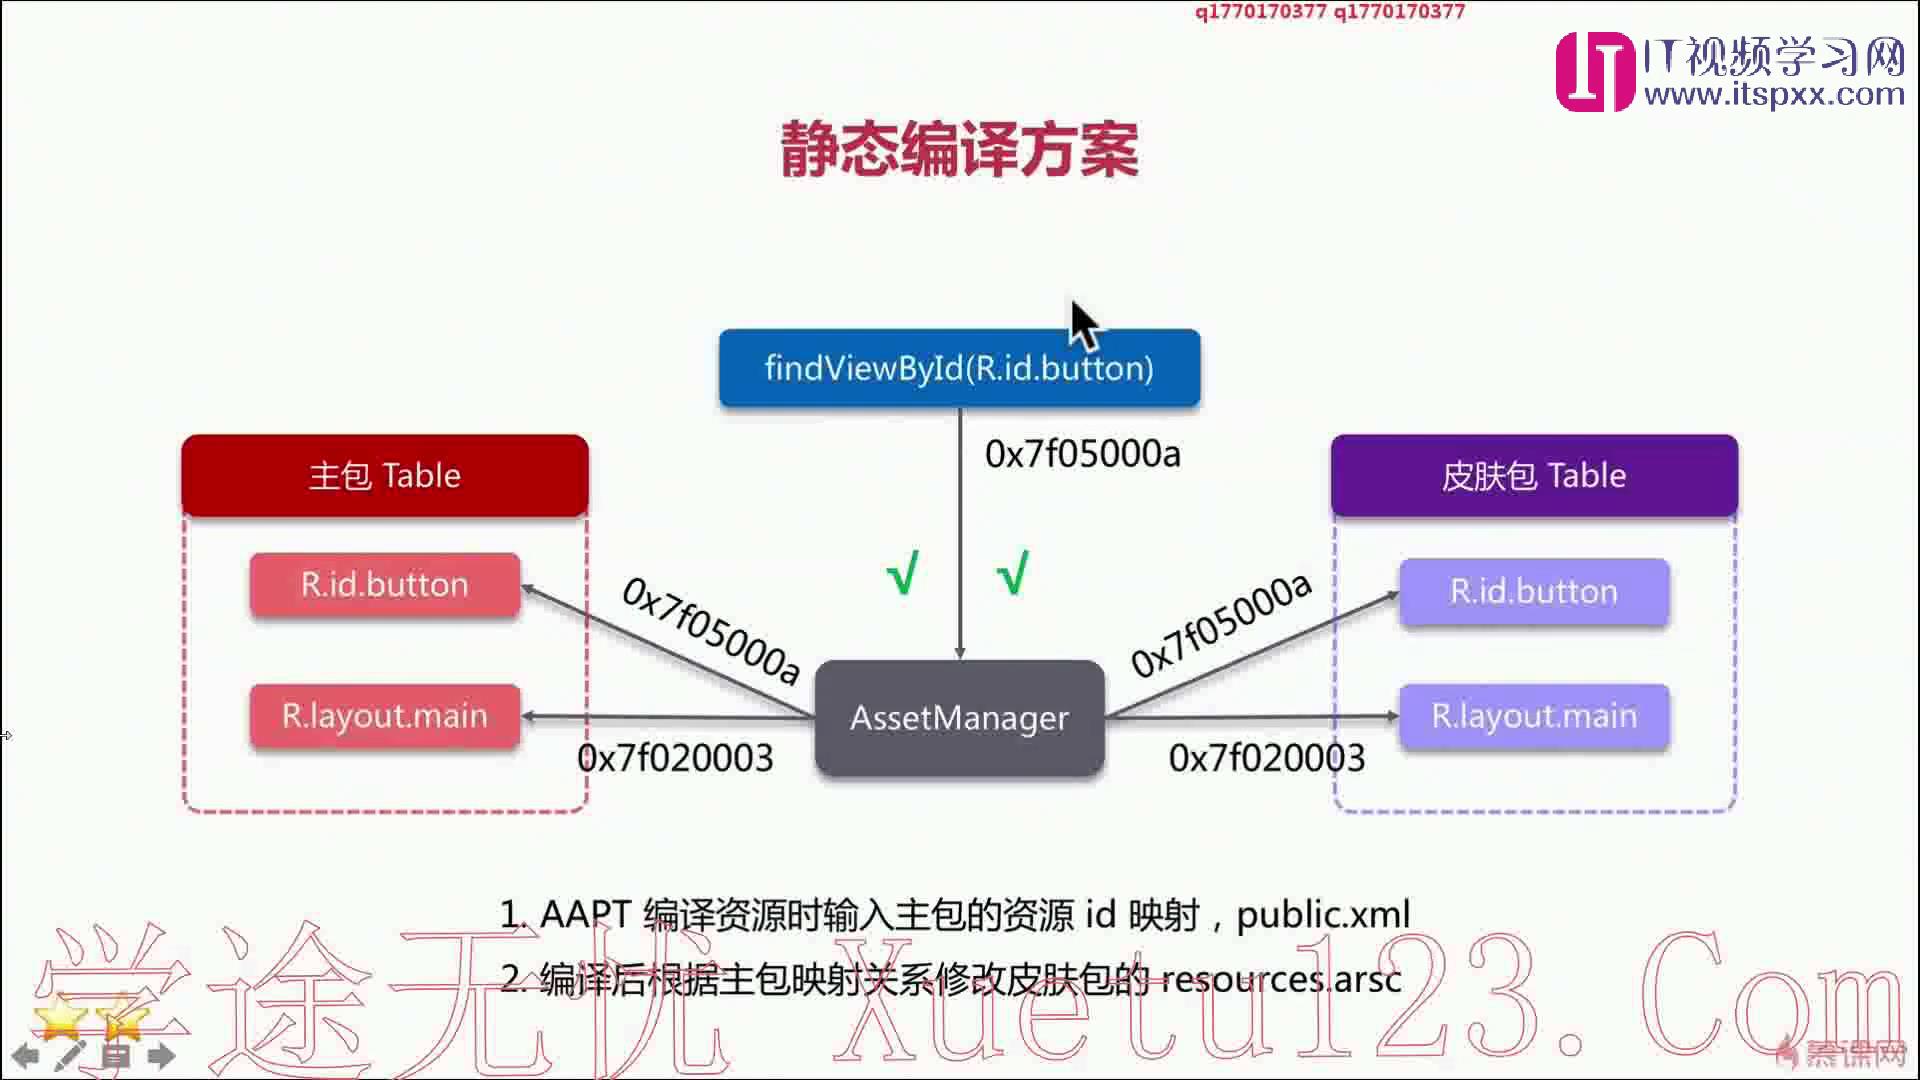 q1770170377 q1770170377
IT视频学习网
www.itspxx.com
静态编译方案
findViewById(R.id.button)
0x7f05000a
主包 Table
皮肤包 Table
R.id.button
0x7f05000a
0x7f05000a
R.id.button
R.layout.main
AssetManager
R.layout.main
0x7f020003
0x7f020003
1. AAPT 编译资源时输入主包的资源 id 映射，public.xml
2. 编译后根据主包映射关系修改皮肤包的 resources.arsc
学途无忧 Xuetu123.Com
慕课网